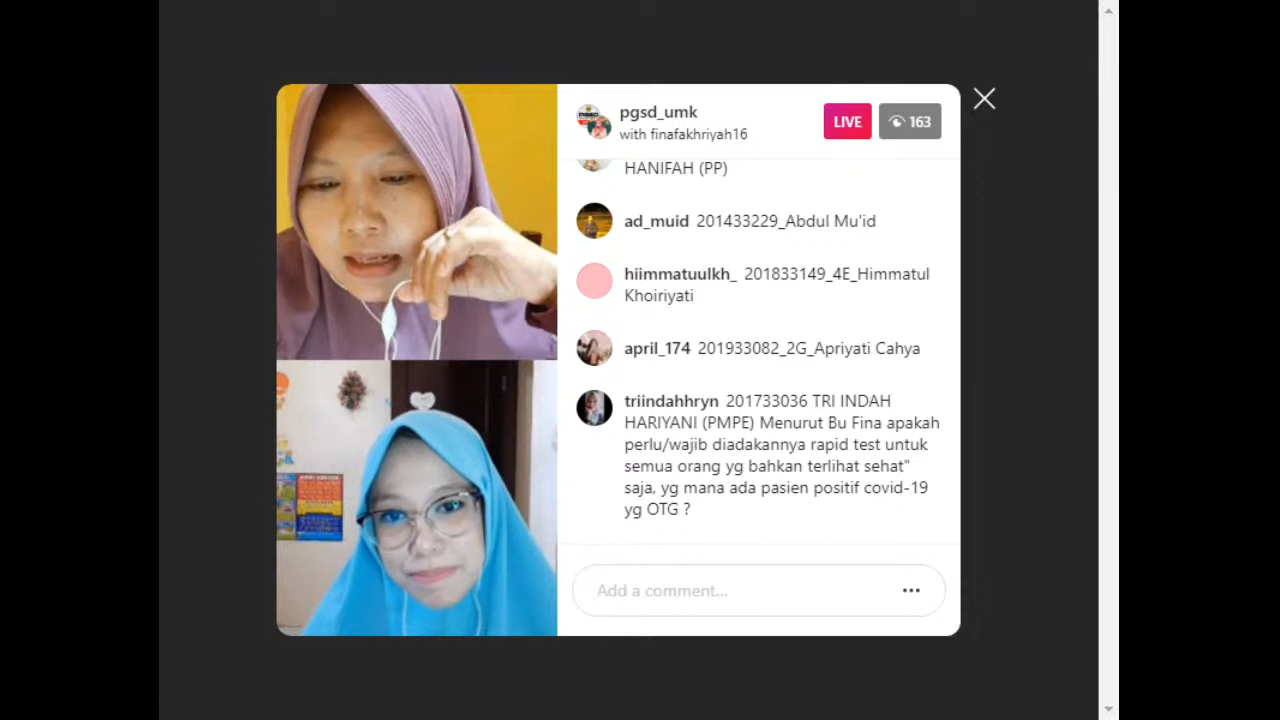 pgsd_umk
with finafakhriyah16
LIVE
163
HANIFAH (PP)
ad_muid 201433229_Abdul Mu'id
hiimmatuulkh_ 201833149_4E_Himmatul
Khoiriyati
april_174 201933082_2G_Apriyati Cahya
triindahhryn 201733036 TRI INDAH
HARIYANI (PMPE) Menurut Bu Fina apakah
perlu/wajib diadakannya rapid test untuk
semua orang yg bahkan terlihat sehat"
saja, yg mana ada pasien positif covid-19
yg OTG ?
Add a comment...